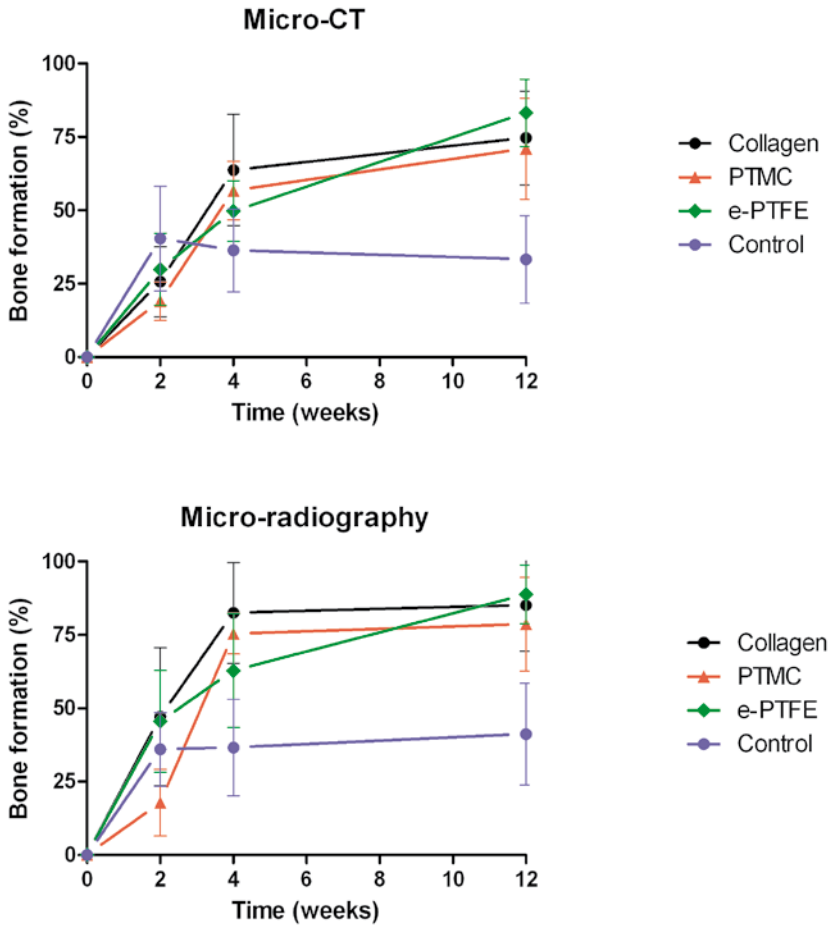 Micro-CT
Bone formation (%)
100
75
50
25
0
0 2 4 6 8 10 12
Time (weeks)
Collagen
PTMC
e-PTFE
Control
Micro-radiography
Bone formation (%)
100
75
50
25
0
0 2 4 6 8 10 12
Time (weeks)
Collagen
PTMC
e-PTFE
Control